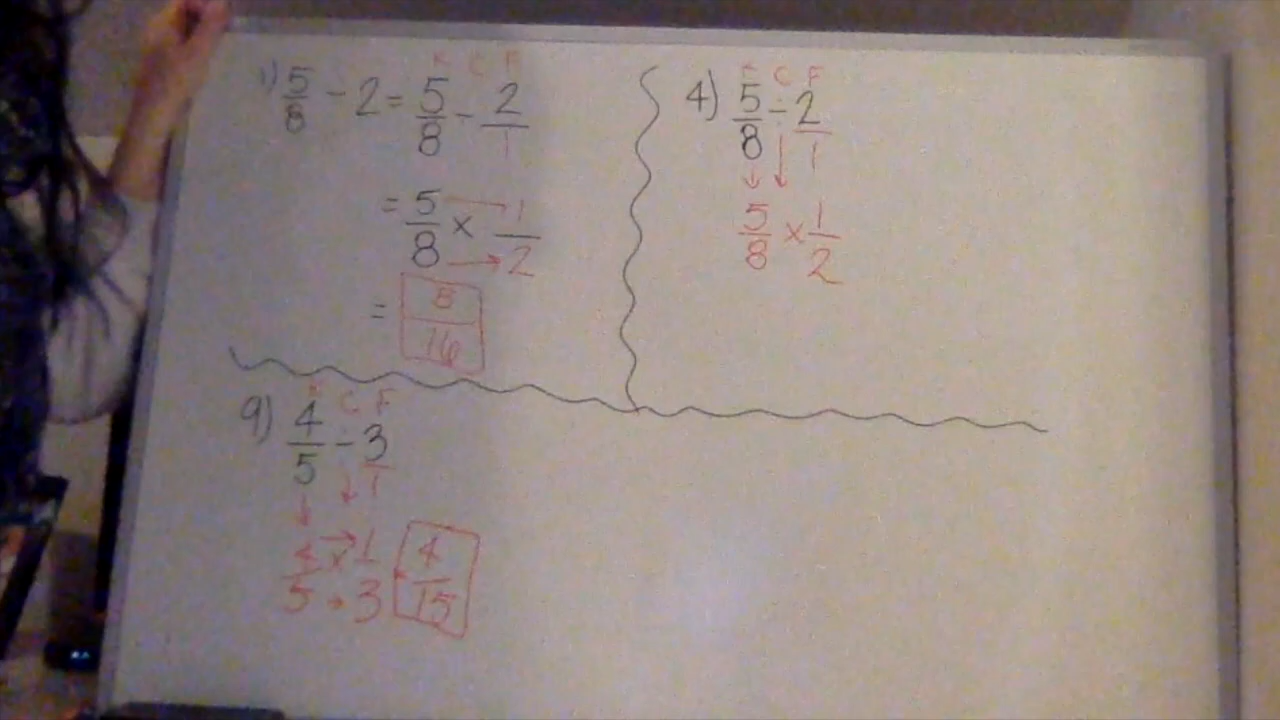 K C F
1) 5/8 ÷ 2 = 5/8 ÷ 2/1
= 5/8 × 1/2
= 5/16
4) K C F
5/8 ÷ 2/1
5/8 × 1/2
9) K C F
4/5 ÷ 3/1
4/5 × 1/3 = 4/15